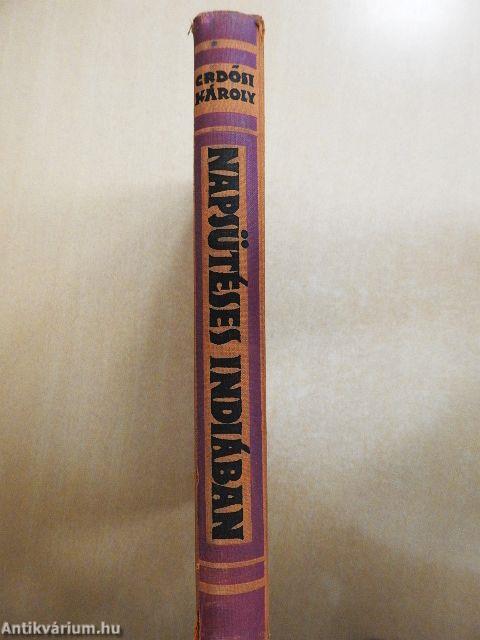 ERDŐSI
KÁROLY
NAPSÜTÉSES INDIÁBAN
Antikvárium.hu